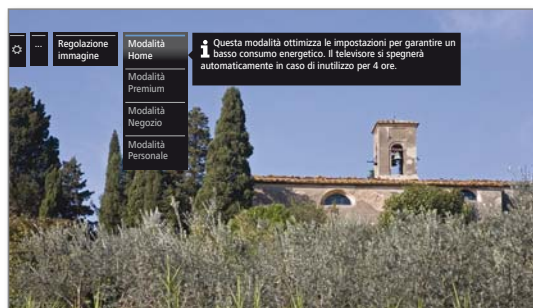 ...
Regolazione
immagine
Modalità
Home
Questa modalità ottimizza le impostazioni per garantire un
basso consumo energetico. Il televisore si spegnerà
automaticamente in caso di inutilizzo per 4 ore.
Modalità
Premium
Modalità
Negozio
Modalità
Personale